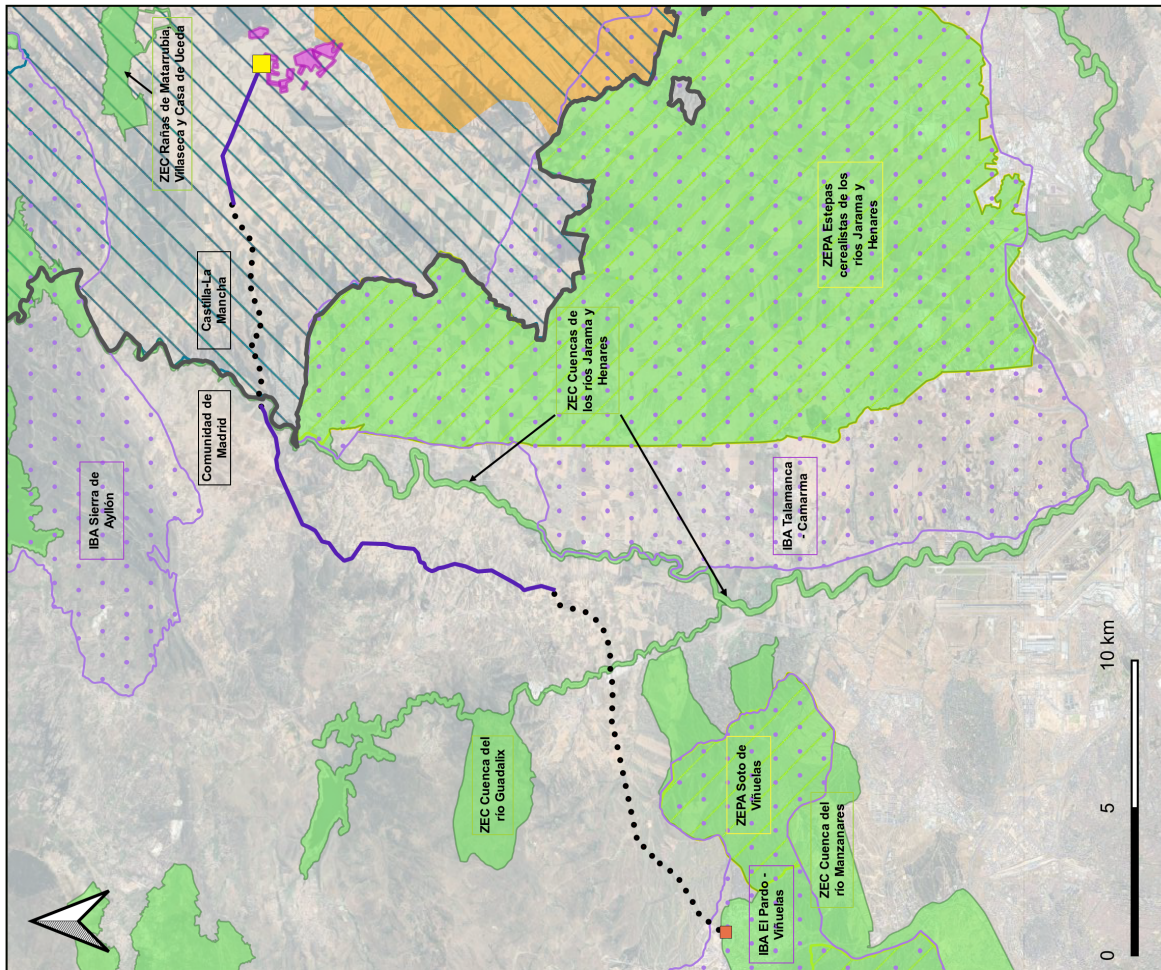 ZEC Rañas de Matarrubia,
Villaseca y Casa de Uceda
Castilla-La
Mancha
Comunidad de
Madrid
IBA Sierra de
Ayllón
ZEPA Estepas
cerealistas de los
ríos Jarama y
Henares
ZEC Cuencas de
los ríos Jarama y
Henares
IBA Talamanca
- Camarma
ZEC Cuenca del
río Guadalix
ZEPA Soto de
Viñuelas
ZEC Cuenca del
río Manzanares
IBA El Pardo -
Viñuelas
0
5
10 km